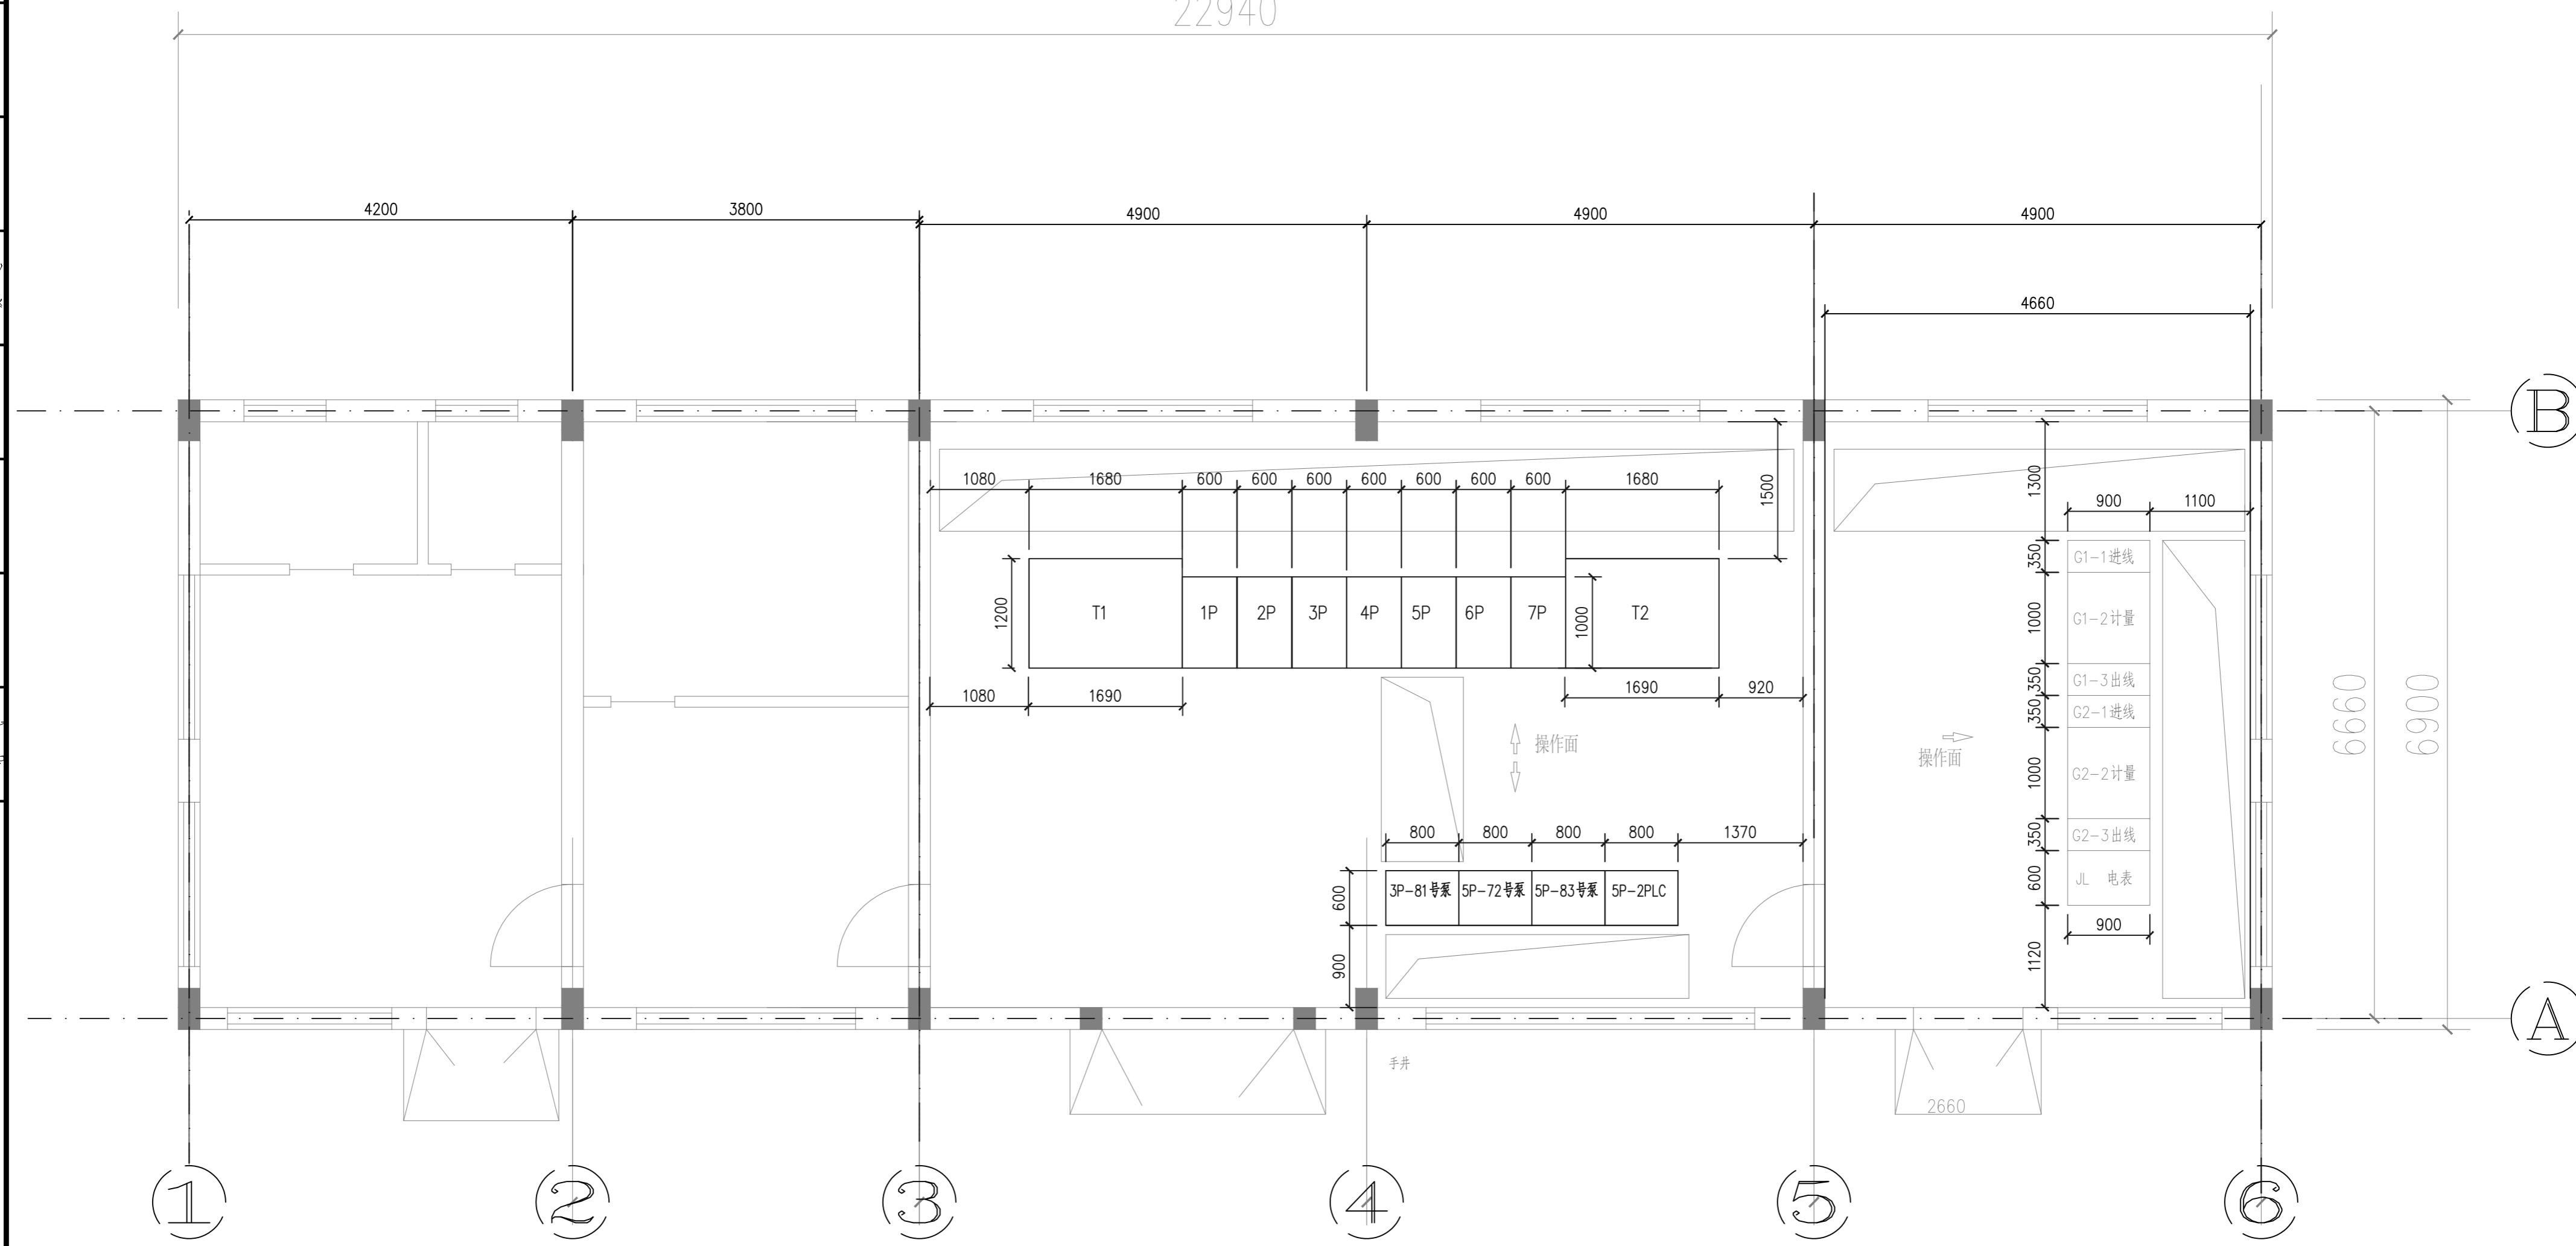 22940
4200 3800 4900 4900 4900
4660
B
1080 1680 600 600 600 600 600 600 600 1680
1500
1300
900 1100
1200
T1 1P 2P 3P 4P 5P 6P 7P T2
1000
350 G1-1进线
1000 G1-2计量
350 G1-3出线
350 G2-1进线
1000 G2-2计量
350 G2-3出线
600 JL 电表
900
1120
1080 1690
1690 920
操作面
操作面
6660 6900
800 800 800 800 1370
600
3P-81号泵 5P-72号泵 5P-83号泵 5P-2PLC
900
A
手井
2660
1 2 3 4 5 6